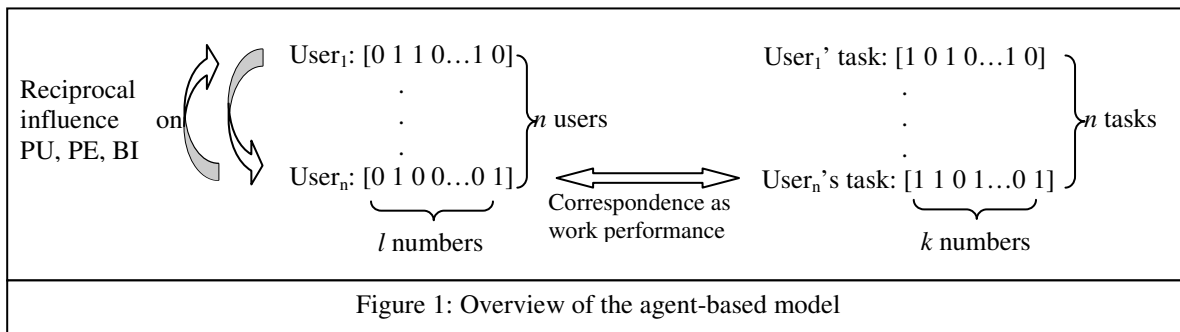 User₁: [0 1 1 0…1 0]
User₁' task: [1 0 1 0…1 0]
Reciprocal
influence on
PU, PE, BI
.
.
.
n users
.
.
.
n tasks
Userₙ: [0 1 0 0…0 1]
Userₙ's task: [1 1 0 1…0 1]
Correspondence as
work performance
l numbers
k numbers
Figure 1: Overview of the agent-based model